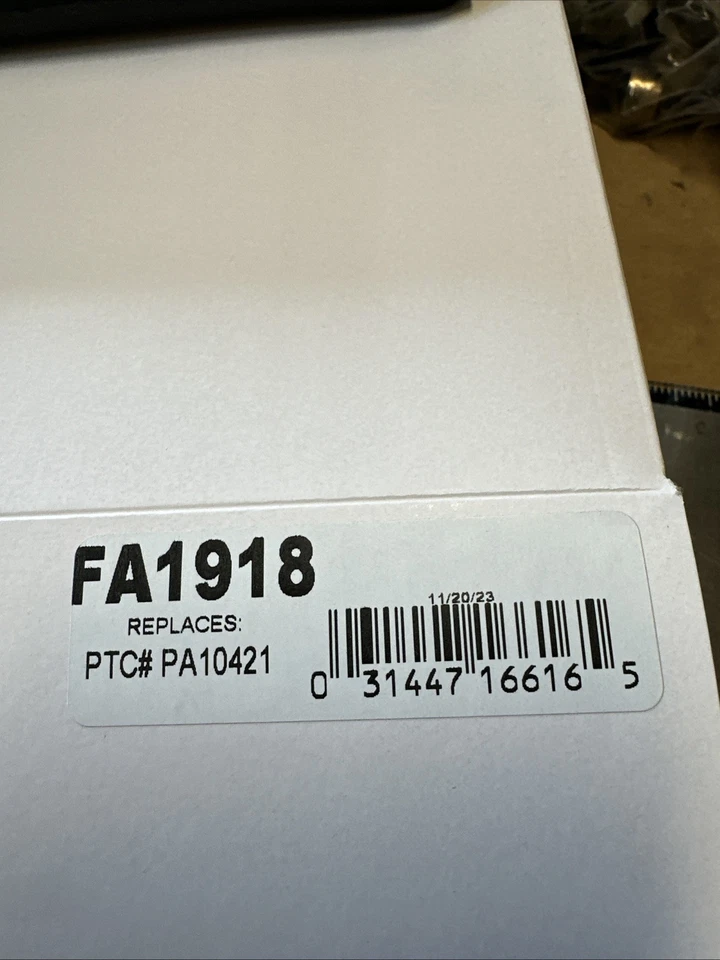 FA1918
REPLACES:
PTC# PA10421
11/20/23
0 31447 16616 5